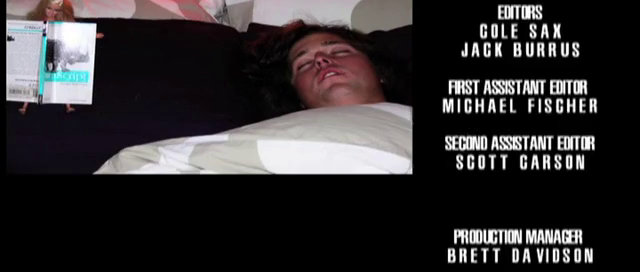 EDITORS
COLE SAX
JACK BURRUS
FIRST ASSISTANT EDITOR
MICHAEL FISCHER
SECOND ASSISTANT EDITOR
SCOTT CARSON
PRODUCTION MANAGER
BRETT DAVIDSON